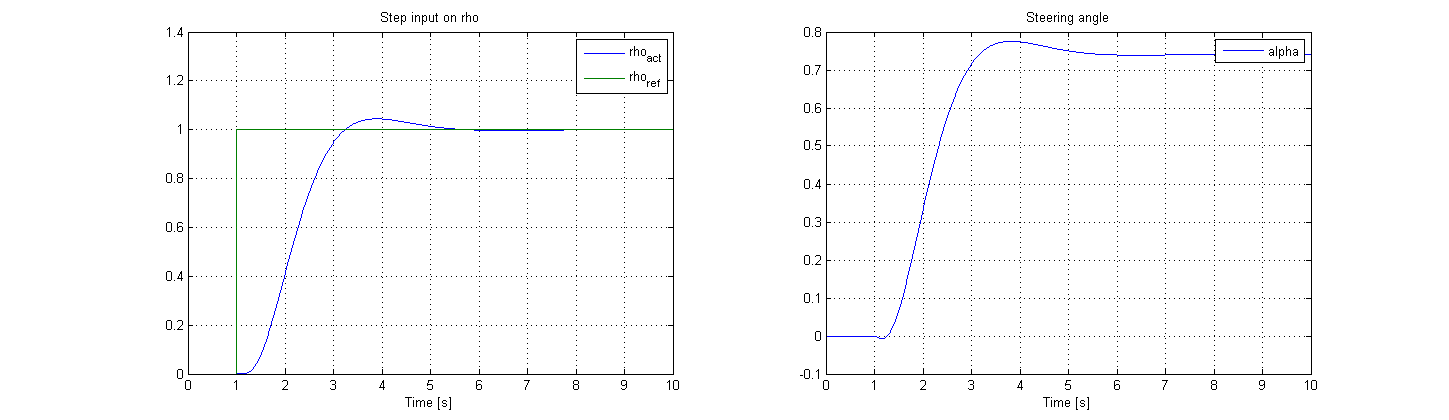 Step input on rho
1.4
1.2
1
0.8
0.6
0.4
0.2
0
rho_act
rho_ref
0 1 2 3 4 5 6 7 8 9 10
Time [s]
Steering angle
0.8
0.7
0.6
0.5
0.4
0.3
0.2
0.1
0
-0.1
alpha
0 1 2 3 4 5 6 7 8 9 10
Time [s]